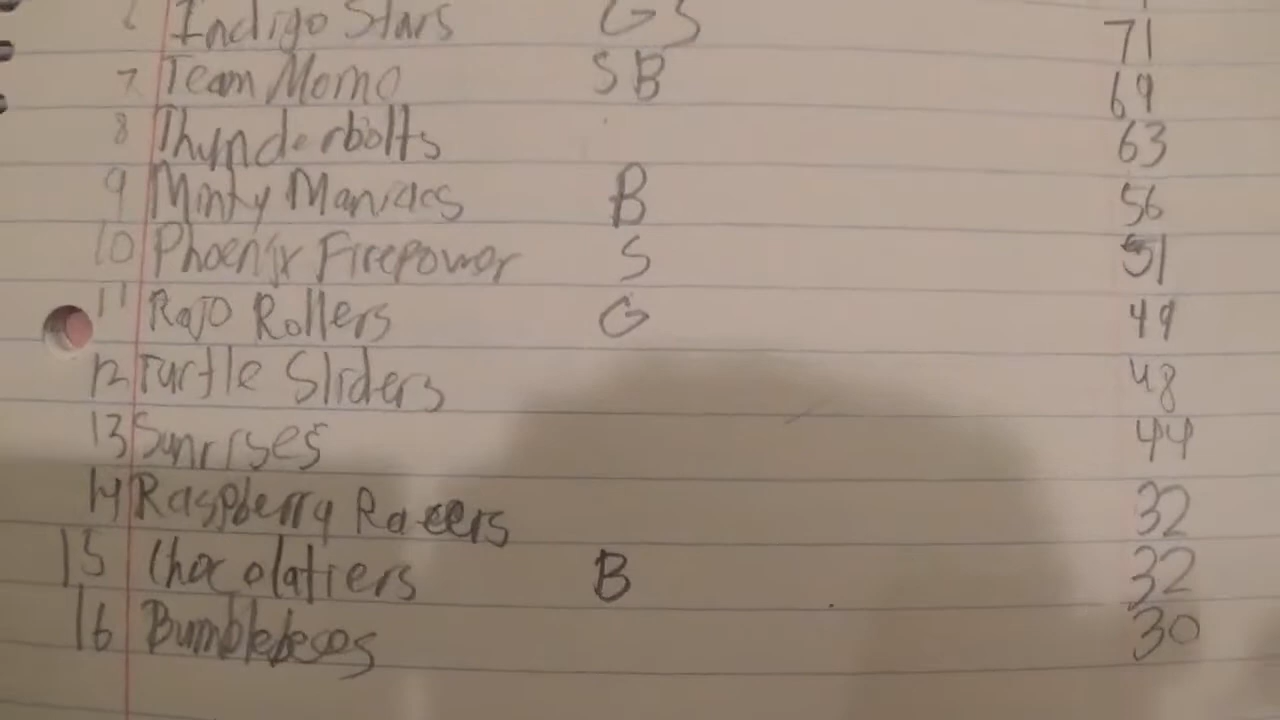 6 Indigo Stars GS 71
7 Team Momo SB 69
8 Thunderbolts 63
9 Minty Maniacs B 56
10 Phoenix Firepower S 51
11 Rojo Rollers G 49
12 Turtle Sliders 48
13 Sunrises 44
14 Raspberry Racers 32
15 Chocolatiers B 32
16 Bumblebees 30